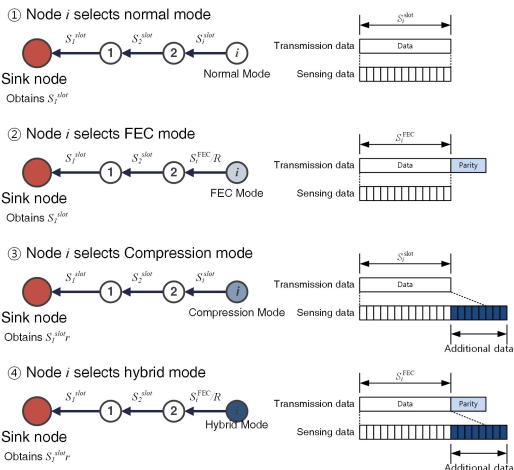 ① Node i selects normal mode
S₁ˢˡᵒᵗ S₂ˢˡᵒᵗ Sᵢˢˡᵒᵗ
1 2 i
Sink node
Normal Mode
Obtains S₁ˢˡᵒᵗ
Sᵢˢˡᵒᵗ
Transmission data Data
Sensing data
② Node i selects FEC mode
S₁ˢˡᵒᵗ S₂ˢˡᵒᵗ Sᵢᶠᴱᶜ/R
1 2 i
Sink node
FEC Mode
Obtains S₁ˢˡᵒᵗ
Sᵢᶠᴱᶜ
Transmission data Data Parity
Sensing data
③ Node i selects Compression mode
S₁ˢˡᵒᵗ S₂ˢˡᵒᵗ Sᵢˢˡᵒᵗ
1 2 i
Sink node
Compression Mode
Obtains S₁ˢˡᵒᵗr
Sᵢˢˡᵒᵗ
Transmission data Data
Sensing data
Additional data
④ Node i selects hybrid mode
S₁ˢˡᵒᵗ S₂ˢˡᵒᵗ Sᵢᶠᴱᶜ/R
1 2 i
Sink node
Hybrid Mode
Obtains S₁ˢˡᵒᵗr
Sᵢᶠᴱᶜ
Transmission data Data Parity
Sensing data
Additional data